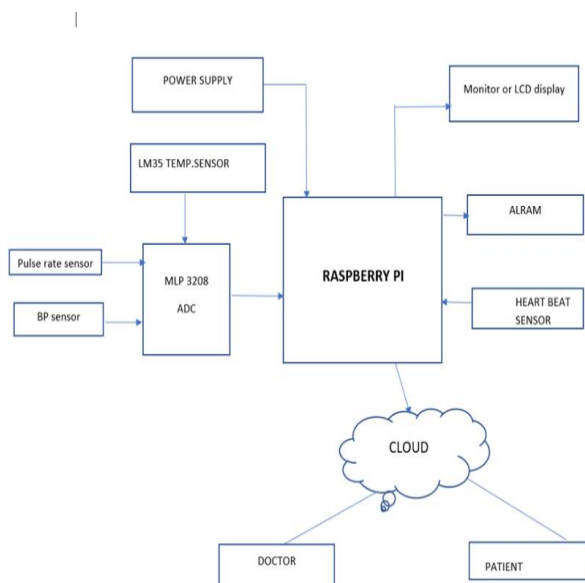 POWER SUPPLY
Monitor or LCD display
LM35 TEMP.SENSOR
ALRAM
Pulse rate sensor
MLP 3208
ADC
RASPBERRY PI
BP sensor
HEART BEAT
SENSOR
CLOUD
DOCTOR
PATIENT